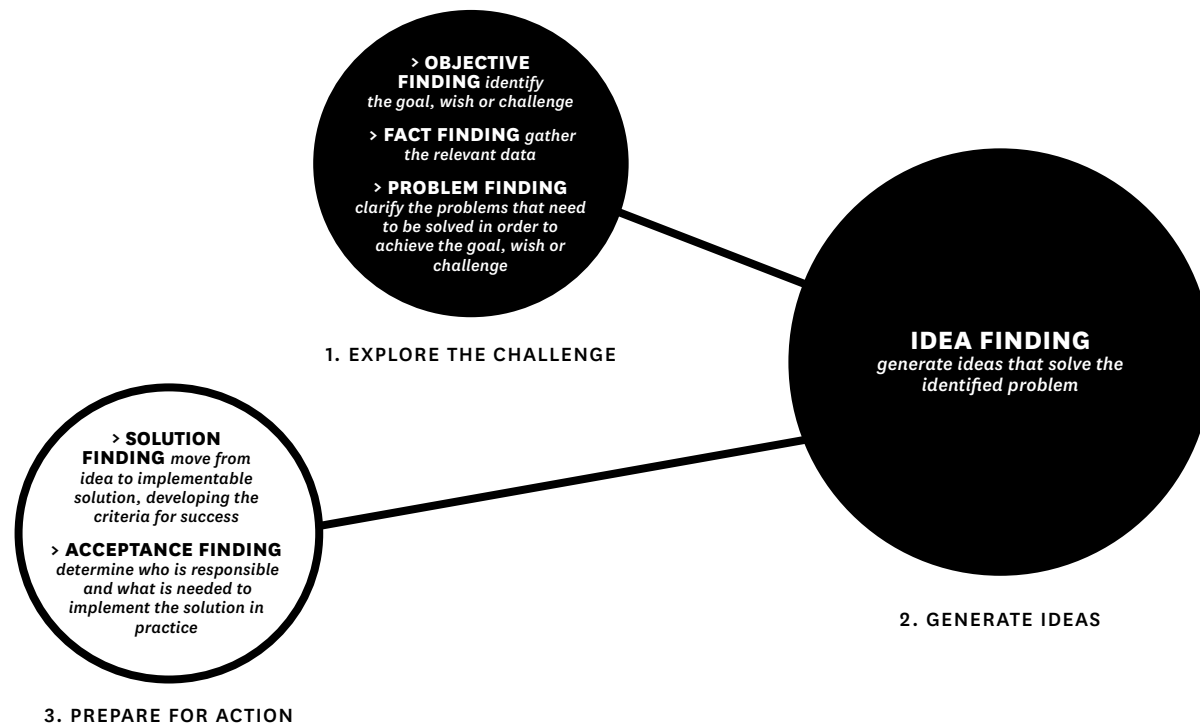 > OBJECTIVE
FINDING identify
the goal, wish or challenge
> FACT FINDING gather
the relevant data
> PROBLEM FINDING
clarify the problems that need
to be solved in order to
achieve the goal, wish or
challenge
1. EXPLORE THE CHALLENGE
IDEA FINDING
generate ideas that solve the
identified problem
2. GENERATE IDEAS
> SOLUTION
FINDING move from
idea to implementable
solution, developing the
criteria for success
> ACCEPTANCE FINDING
determine who is responsible
and what is needed to
implement the solution in
practice
3. PREPARE FOR ACTION